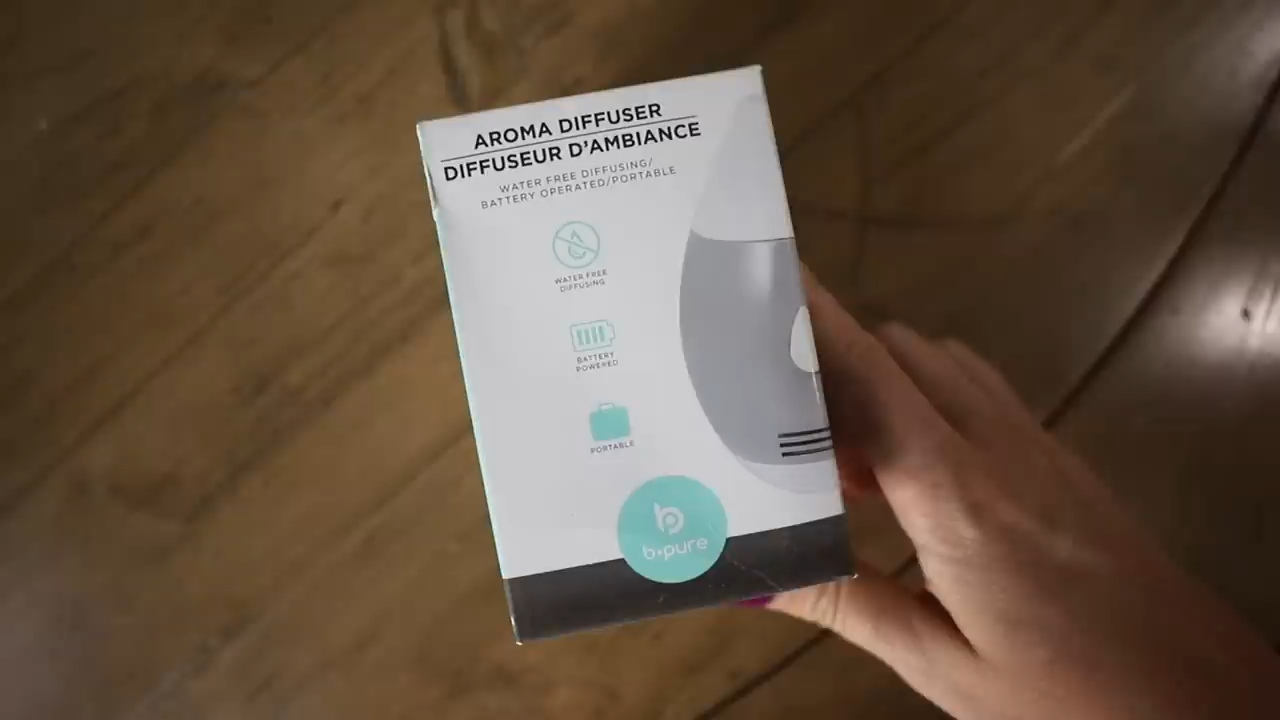 AROMA DIFFUSER
DIFFUSEUR D'AMBIANCE
WATER FREE DIFFUSING/
BATTERY OPERATED/PORTABLE
WATER FREE
DIFFUSING
BATTERY
POWERED
PORTABLE
b•pure